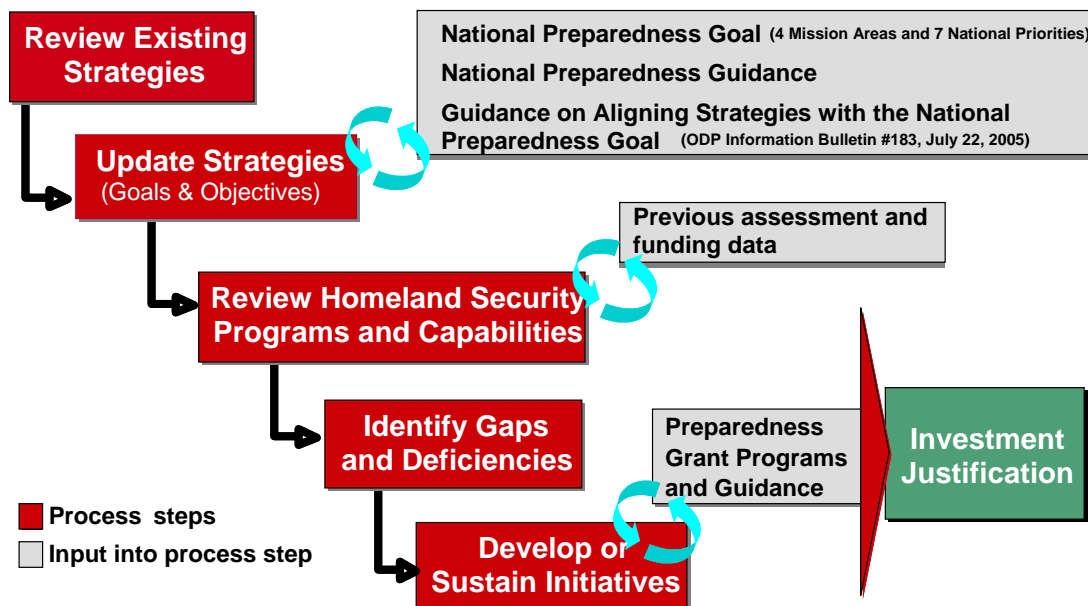 Review Existing
Strategies
National Preparedness Goal (4 Mission Areas and 7 National Priorities)
National Preparedness Guidance
Guidance on Aligning Strategies with the National
Preparedness Goal (ODP Information Bulletin #183, July 22, 2005)
Update Strategies
(Goals & Objectives)
Previous assessment and
funding data
Review Homeland Security
Programs and Capabilities
Identify Gaps
and Deficiencies
Preparedness
Grant Programs
and Guidance
Investment
Justification
Process steps
Input into process step
Develop or
Sustain Initiatives